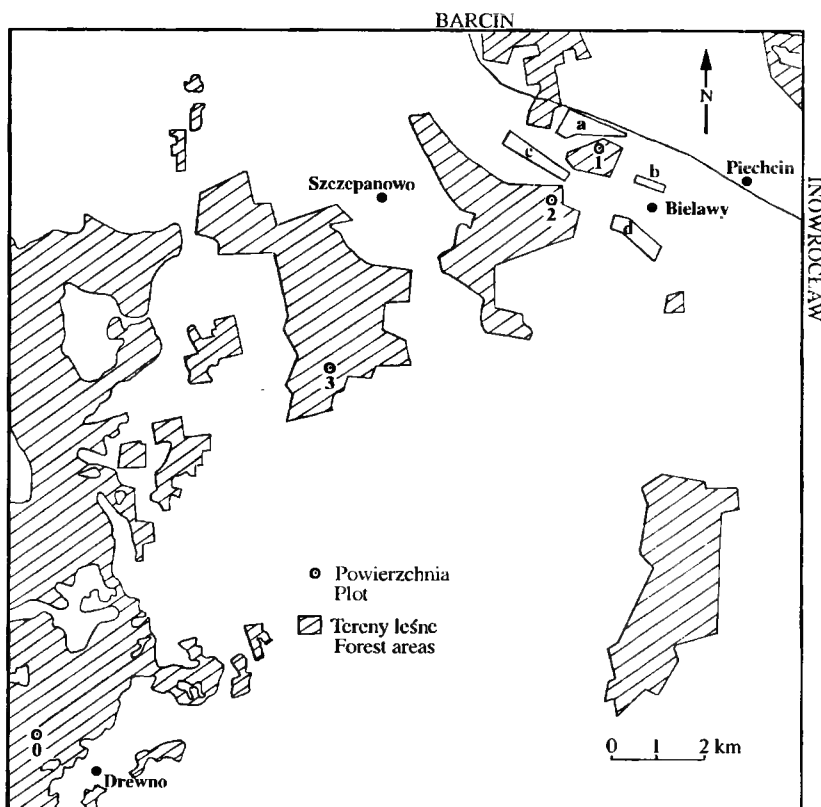 BARCIN
N
a
1
c
b
Piechcin
Szczepanowo
2
Bielawy
d
INOWROCŁAW
3
Powierzchnia
Plot
Tereny leśne
Forest areas
0
Drewno
0 1 2 km